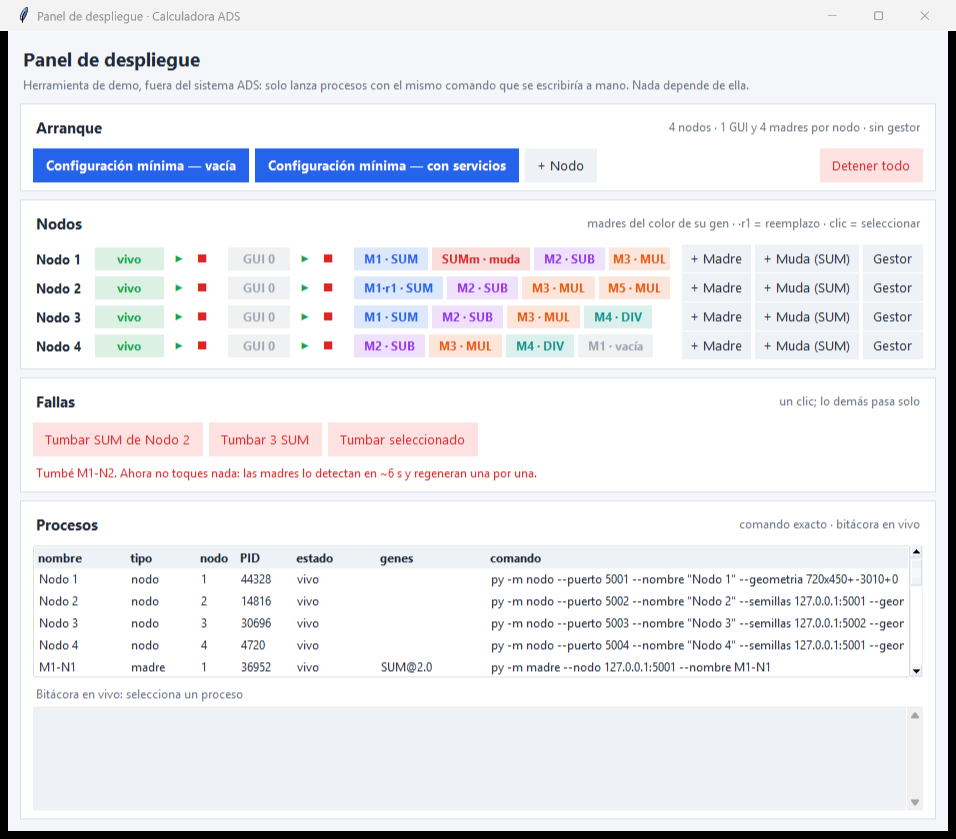 Panel de despliegue · Calculadora ADS
Panel de despliegue
Herramienta de demo, fuera del sistema ADS: solo lanza procesos con el mismo comando que se escribiría a mano. Nada depende de ella.
Arranque
4 nodos · 1 GUI y 4 madres por nodo · sin gestor
Configuración mínima — vacía
Configuración mínima — con servicios
+ Nodo
Detener todo
Nodos
madres del color de su gen · ·r1 = reemplazo · clic = seleccionar
Nodo 1 vivo GUI 0 M1 · SUM SUMm · muda M2 · SUB M3 · MUL + Madre + Muda (SUM) Gestor
Nodo 2 vivo GUI 0 M1·r1 · SUM M2 · SUB M3 · MUL M5 · MUL + Madre + Muda (SUM) Gestor
Nodo 3 vivo GUI 0 M1 · SUM M2 · SUB M3 · MUL M4 · DIV + Madre + Muda (SUM) Gestor
Nodo 4 vivo GUI 0 M2 · SUB M3 · MUL M4 · DIV M1 · vacía + Madre + Muda (SUM) Gestor
Fallas
un clic; lo demás pasa solo
Tumbar SUM de Nodo 2
Tumbar 3 SUM
Tumbar seleccionado
Tumbé M1-N2. Ahora no toques nada: las madres lo detectan en ~6 s y regeneran una por una.
Procesos
comando exacto · bitácora en vivo
nombre tipo nodo PID estado genes comando
Nodo 1 nodo 1 44328 vivo py -m nodo --puerto 5001 --nombre "Nodo 1" --geometria 720x450+-3010+0
Nodo 2 nodo 2 14816 vivo py -m nodo --puerto 5002 --nombre "Nodo 2" --semillas 127.0.0.1:5001 --geor
Nodo 3 nodo 3 30696 vivo py -m nodo --puerto 5003 --nombre "Nodo 3" --semillas 127.0.0.1:5002 --geor
Nodo 4 nodo 4 4720 vivo py -m nodo --puerto 5004 --nombre "Nodo 4" --semillas 127.0.0.1:5001 --geor
M1-N1 madre 1 36952 vivo SUM@2.0 py -m madre --nodo 127.0.0.1:5001 --nombre M1-N1
Bitácora en vivo: selecciona un proceso